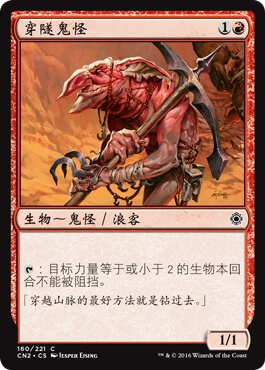 穿隧鬼怪 1
生物～鬼怪／浪客
：目标力量等于或小于２的生物本回
合不能被阻挡。
「穿越山脉的最好方法就是钻过去。」
1/1
160/221 C
CN2 • CS JESPER EJSING
™ & © 2016 Wizards of the Coast